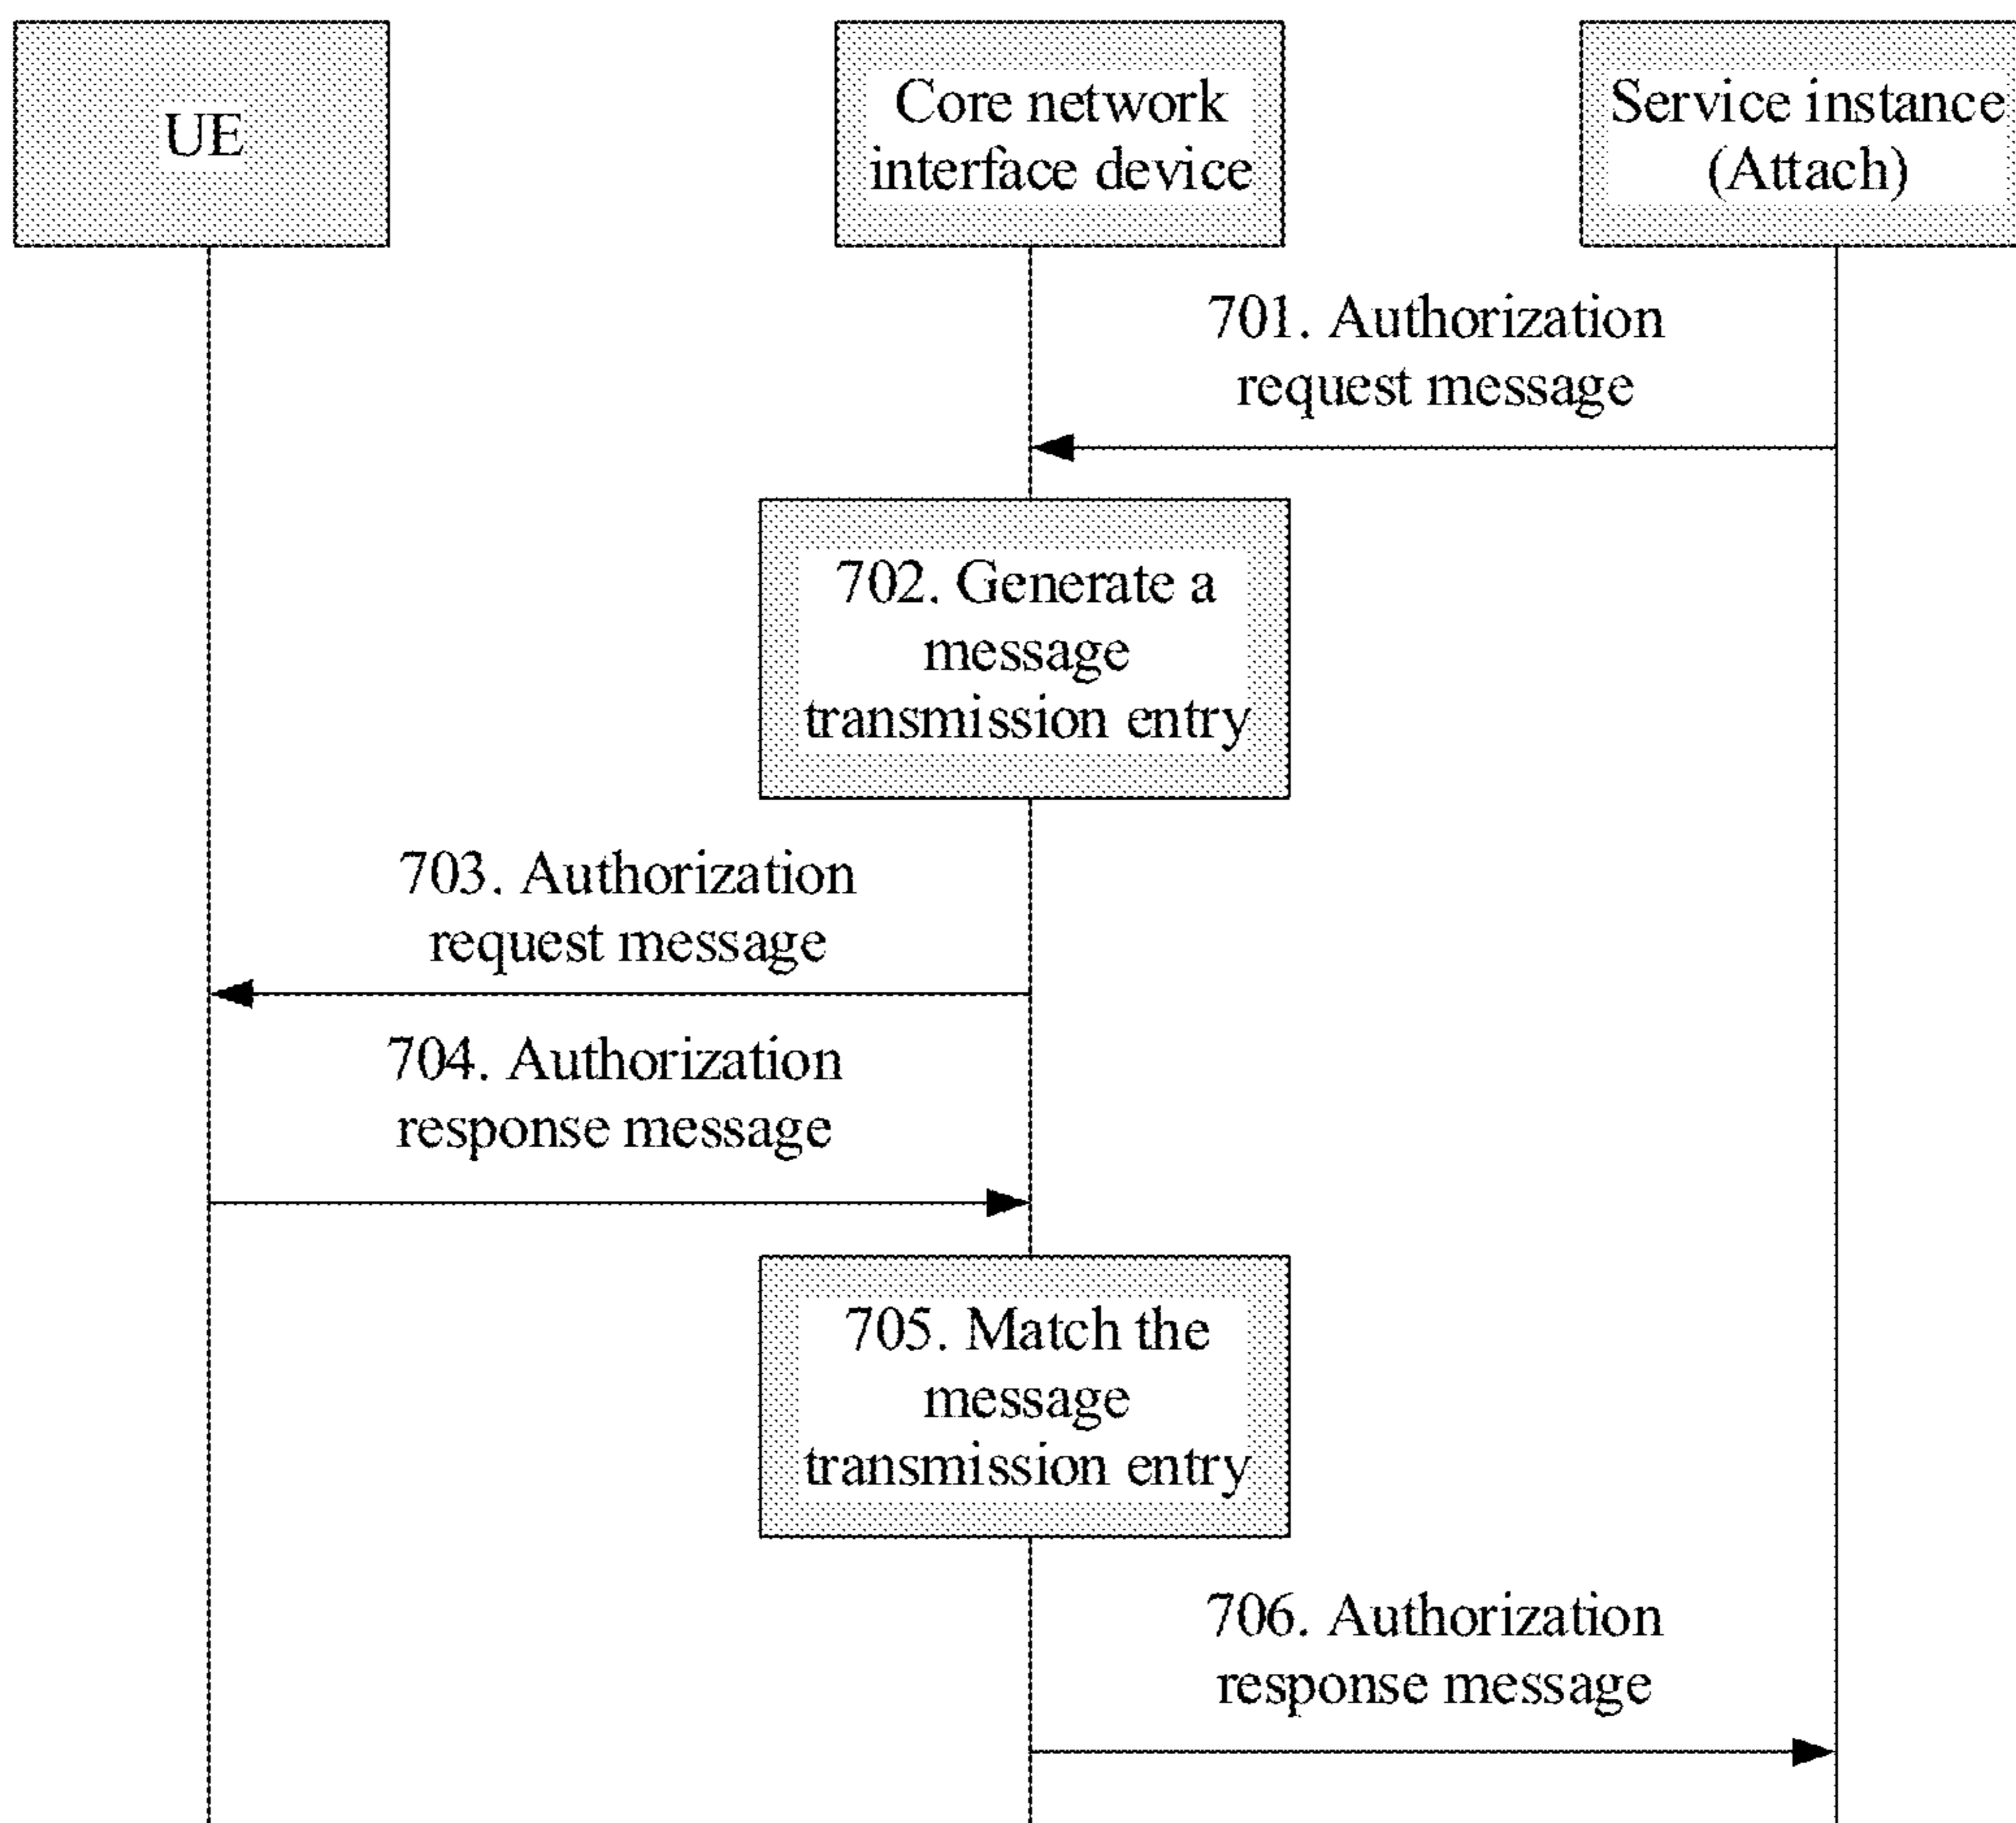 UE
Core network
interface device
Service instance
(Attach)
701. Authorization
request message
702. Generate a
message
transmission entry
703. Authorization
request message
704. Authorization
response message
705. Match the
message
transmission entry
706. Authorization
response message